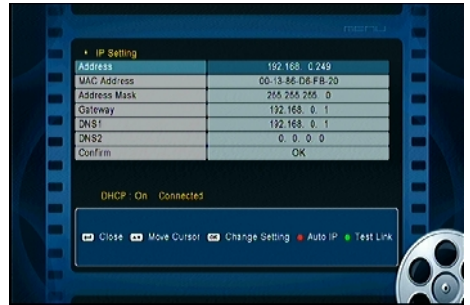 menu
IP Setting
Address 192.168. 0.249
MAC Address 00-13-86-D6-FB-20
Address Mask 255.255.255. 0
Gateway 192.168. 0. 1
DNS1 192.168. 0. 1
DNS2 0. 0. 0. 0
Confirm OK
DHCP : On Connected
Close Move Cursor OK Change Setting Auto IP Test Link